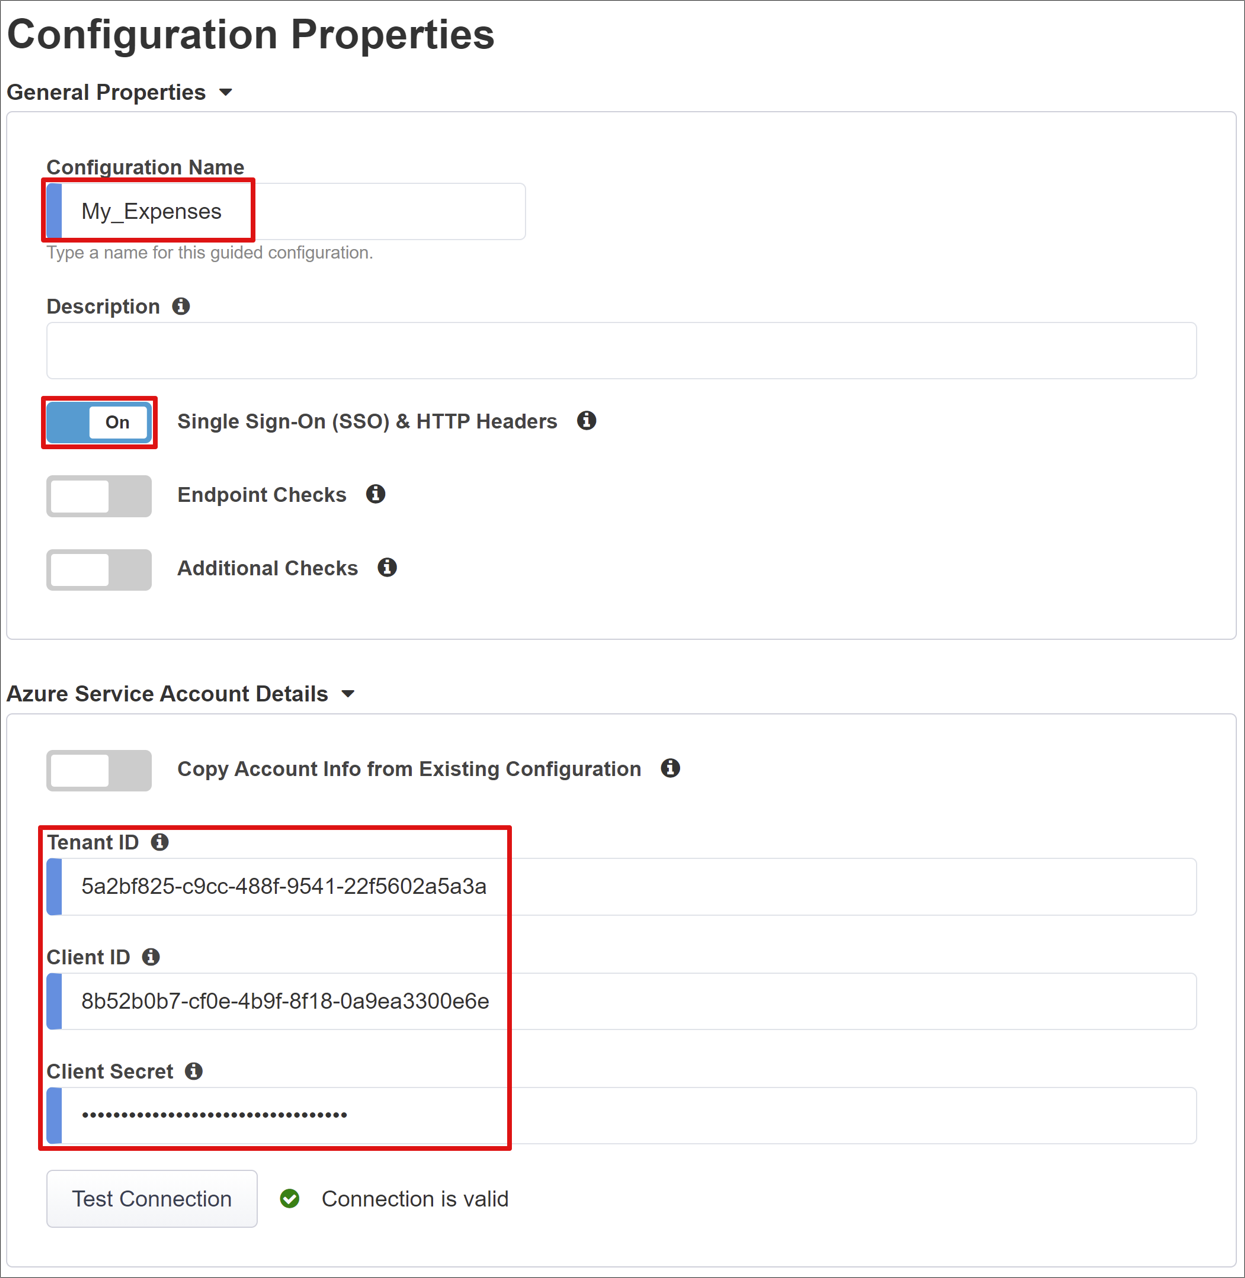 Configuration Properties
General Properties
Configuration Name
My_Expenses
Type a name for this guided configuration.
Description
On
Single Sign-On (SSO) & HTTP Headers
Endpoint Checks
Additional Checks
Azure Service Account Details
Copy Account Info from Existing Configuration
Tenant ID
5a2bf825-c9cc-488f-9541-22f5602a5a3a
Client ID
8b52b0b7-cf0e-4b9f-8f18-0a9ea3300e6e
Client Secret
••••••••••••••••••••••••••••••••••
Test Connection
Connection is valid